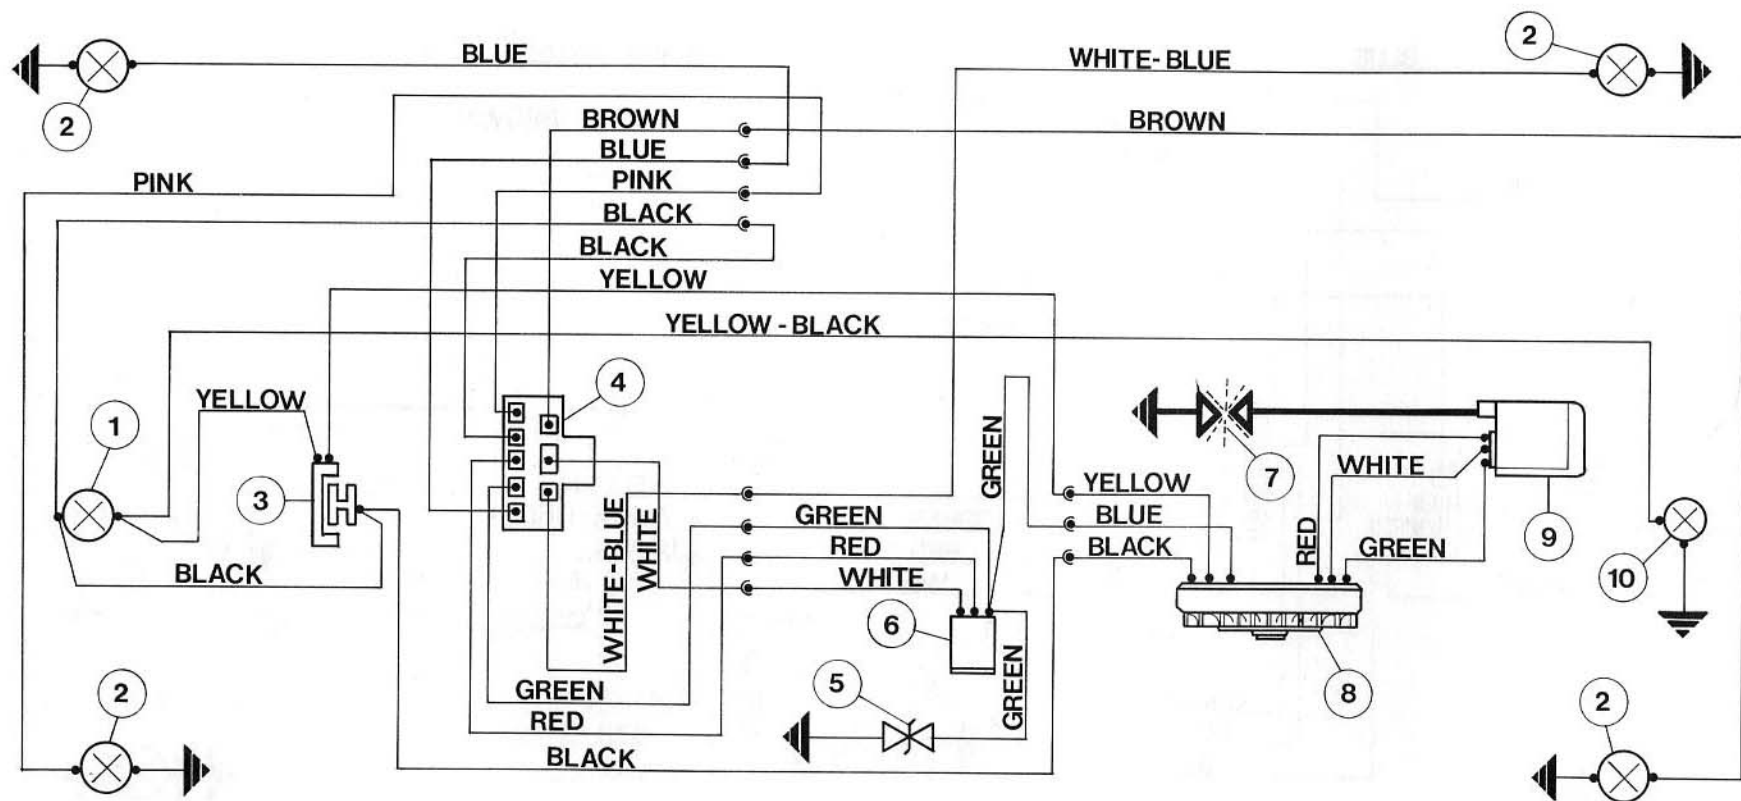 2
BLUE
WHITE-BLUE
2
BROWN
BROWN
BLUE
PINK
PINK
BLACK
BLACK
YELLOW
YELLOW-BLACK
4
YELLOW
1
GREEN
7
WHITE
9
3
YELLOW
BLUE
BLACK
RED
GREEN
10
BLACK
WHITE-BLUE
WHITE
GREEN
RED
WHITE
6
GREEN
8
2
GREEN
RED
5
2
BLACK